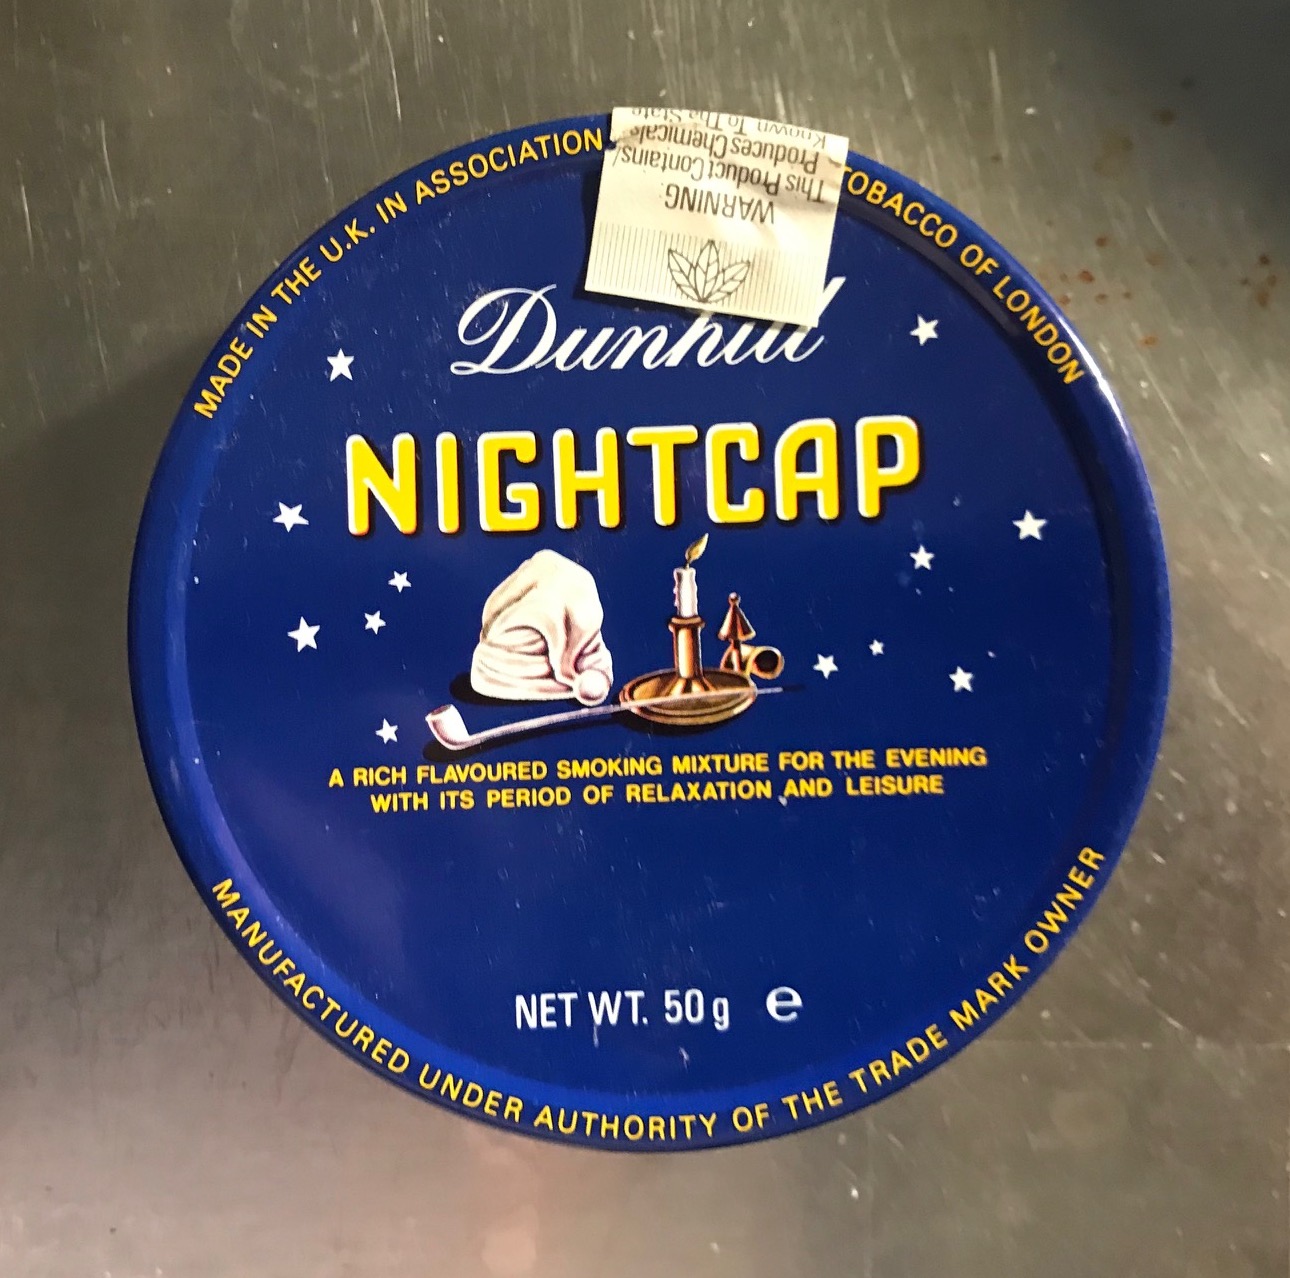 MADE IN THE U.K. IN ASSOCIATION
TOBACCO OF LONDON
Known To The State
Produces Chemicals
This Product Contains/
WARNING:
Dunhill
NIGHTCAP
A RICH FLAVOURED SMOKING MIXTURE FOR THE EVENING
WITH ITS PERIOD OF RELAXATION AND LEISURE
NET WT. 50g e
MANUFACTURED UNDER AUTHORITY OF THE TRADE MARK OWNER